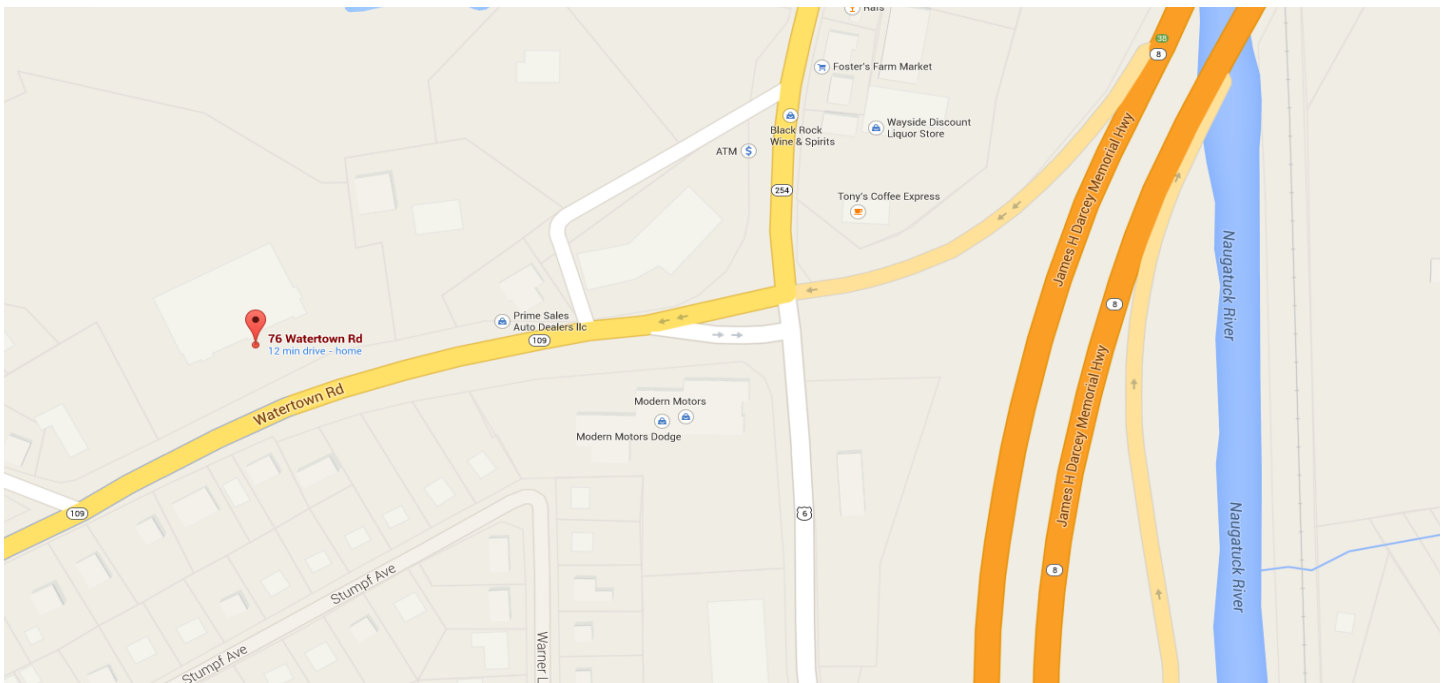 Hafs
38
8
Foster's Farm Market
Black Rock
Wine & Spirits
Wayside Discount
Liquor Store
ATM
254
Tony's Coffee Express
James H Darcey Memorial Hwy
Naugatuck River
8
Prime Sales
Auto Dealers llc
76 Watertown Rd
12 min drive - home
109
Watertown Rd
James H Darcey Memorial Hwy
Modern Motors
Modern Motors Dodge
109
6
Naugatuck River
8
Stumpf Ave
Stumpf Ave
Warner L